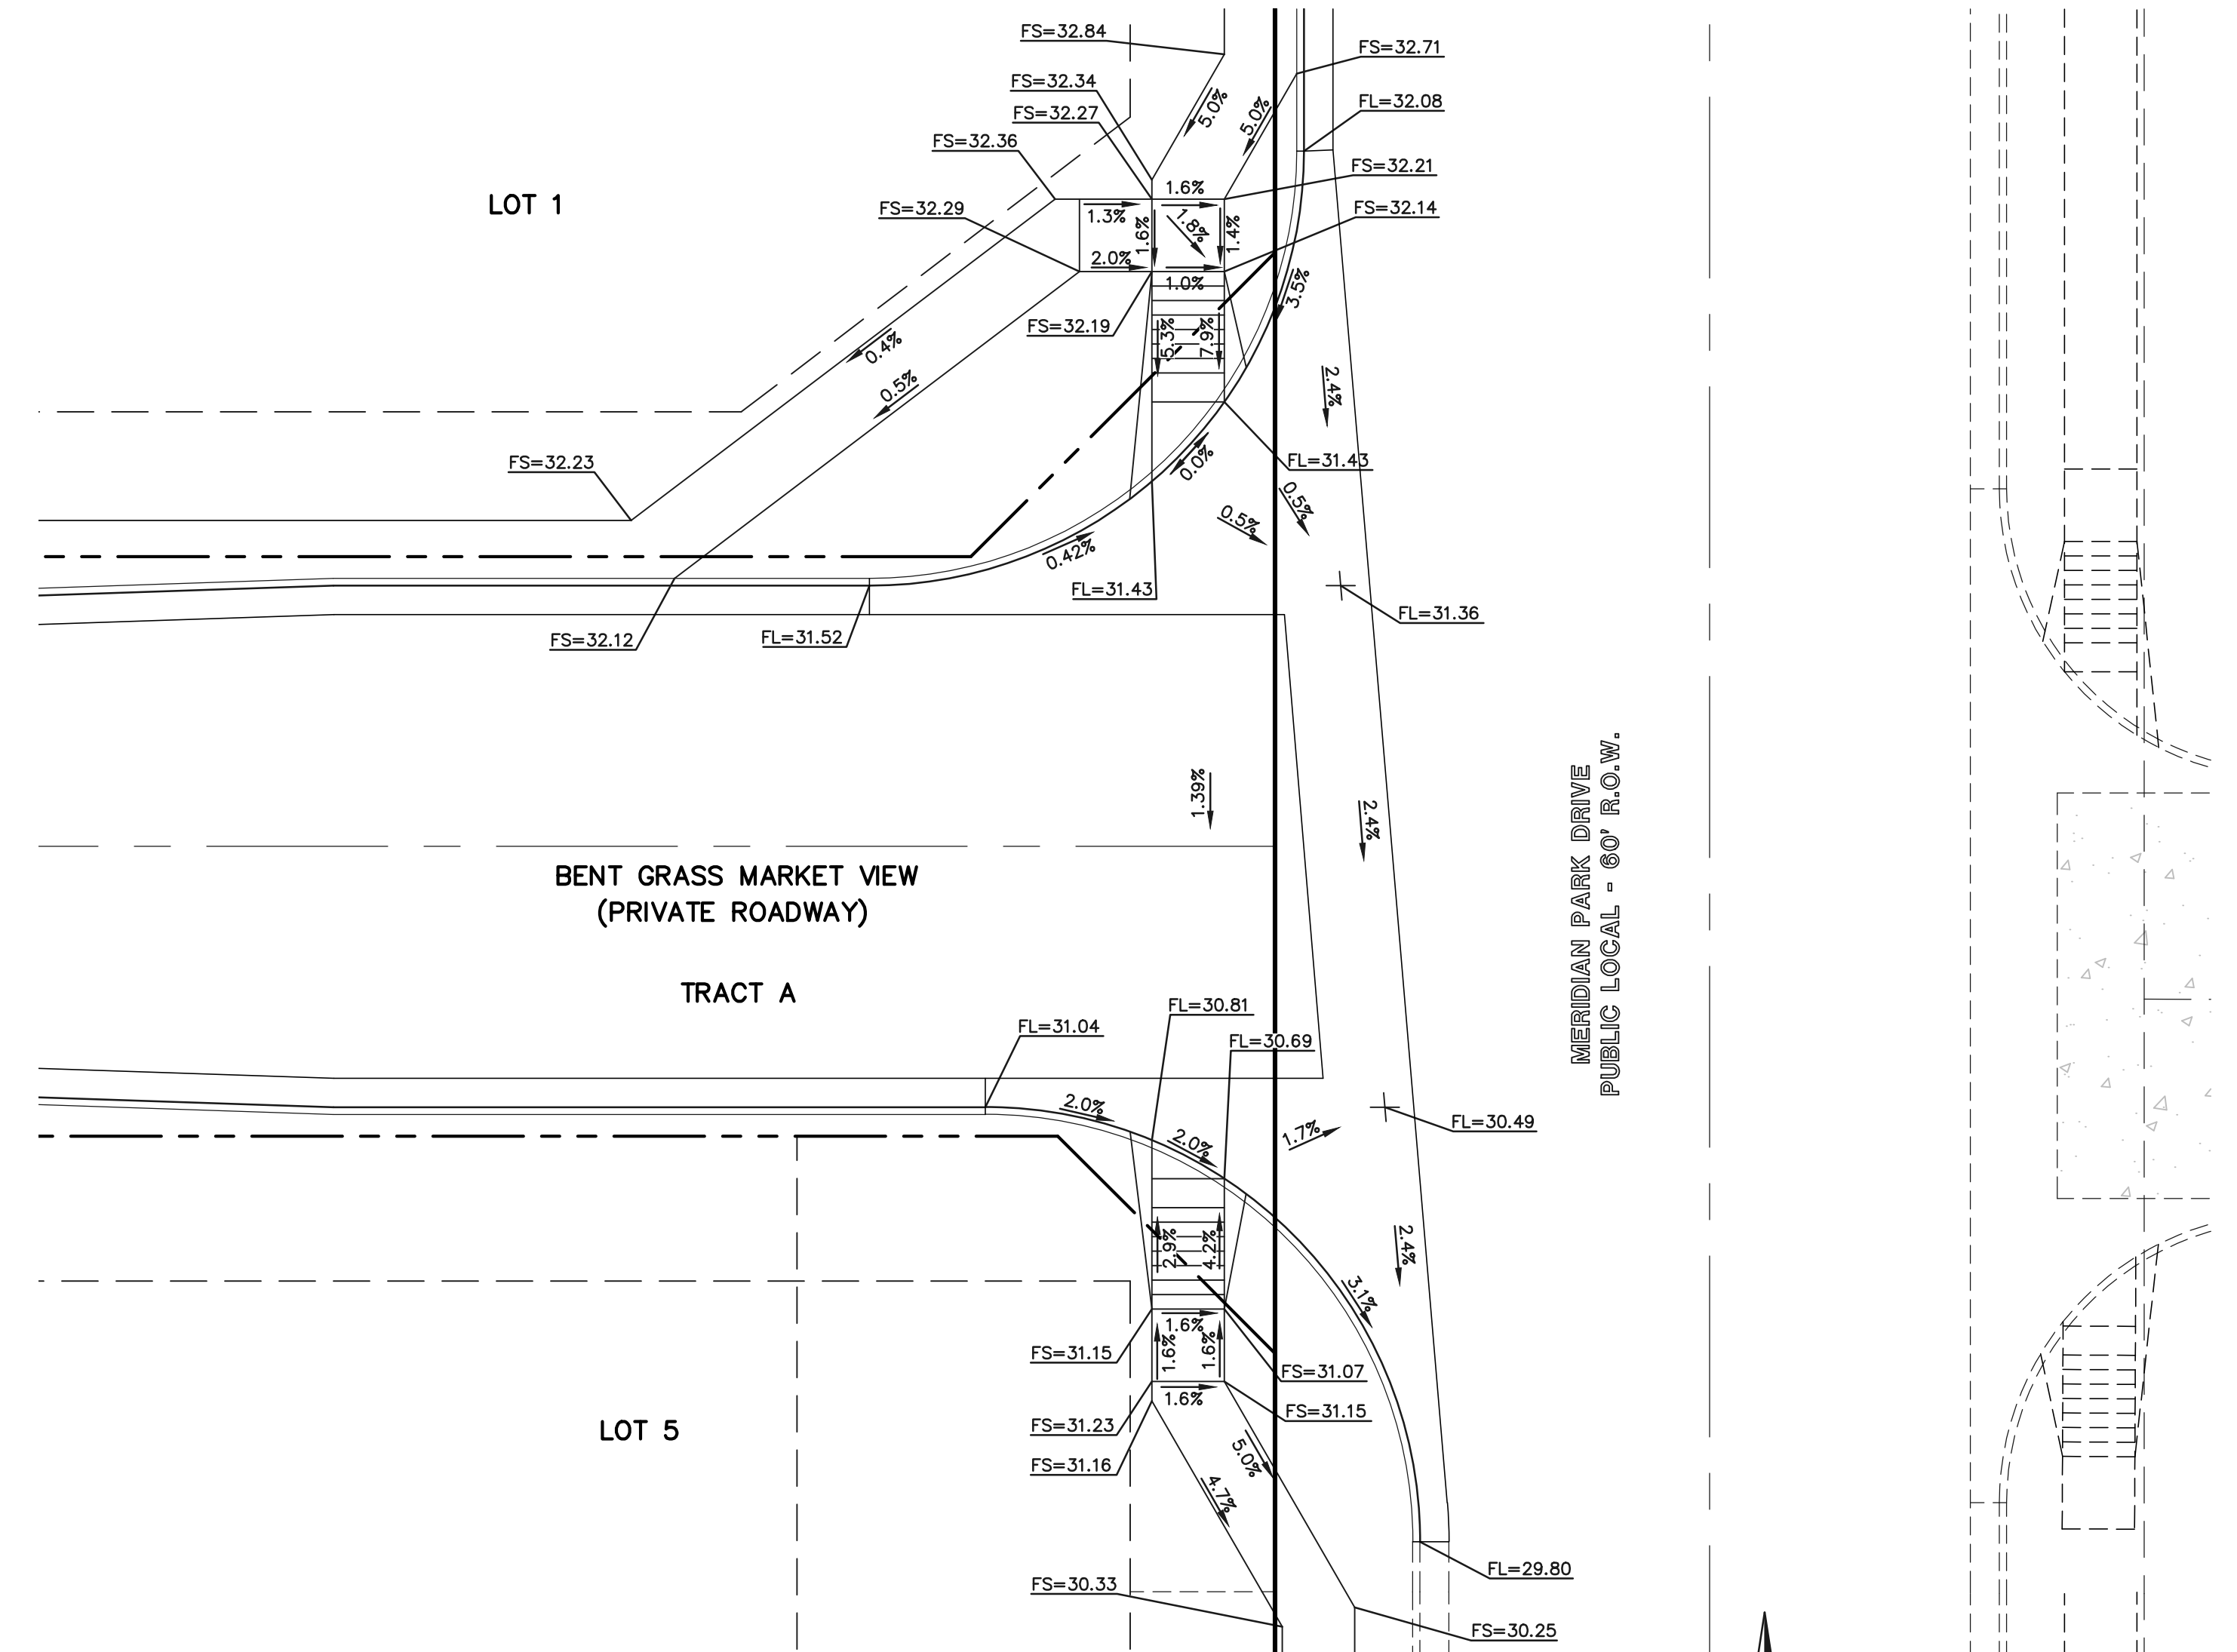 FS=32.84
FS=32.71
FS=32.34
FL=32.08
FS=32.27
5.0%
5.0%
FS=32.36
FS=32.21
LOT 1
1.6%
FS=32.29
1.3%
1.6%
1.8%
1.4%
FS=32.14
2.0%
1.0%
3.5%
FS=32.19
5.3%
7.9%
0.4%
0.5%
2.4%
FS=32.23
0.0%
FL=31.43
0.5%
0.5%
0.42%
FL=31.43
FL=31.36
FS=32.12
FL=31.52
1.39%
2.4%
BENT GRASS MARKET VIEW
(PRIVATE ROADWAY)
MERIDIAN PARK DRIVE
PUBLIC LOCAL - 60' R.O.W.
TRACT A
FL=30.81
FL=31.04
FL=30.69
2.0%
2.0%
1.7%
FL=30.49
2.9%
4.2%
2.4%
3.1%
1.6%
FS=31.15
1.6%
1.6%
FS=31.07
1.6%
FS=31.15
FS=31.23
LOT 5
FS=31.16
5.0%
4.7%
FL=29.80
FS=30.33
FS=30.25